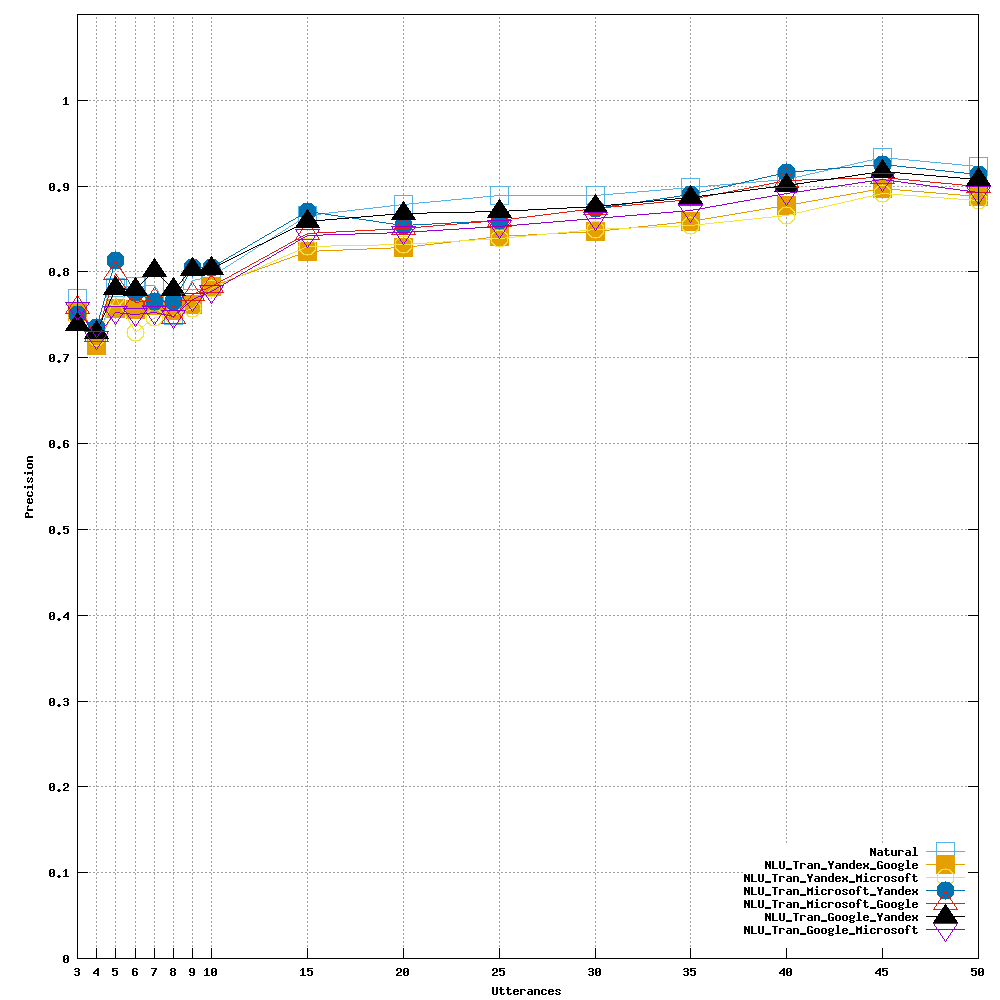 1
0.9
0.8
0.7
0.6
0.5
0.4
0.3
0.2
0.1
0
Precision
3 4 5 6 7 8 9 10 15 20 25 30 35 40 45 50
Utterances
Natural
NLU_Tran_Yandex_Google
NLU_Tran_Yandex_Microsoft
NLU_Tran_Microsoft_Yandex
NLU_Tran_Microsoft_Google
NLU_Tran_Google_Yandex
NLU_Tran_Google_Microsoft